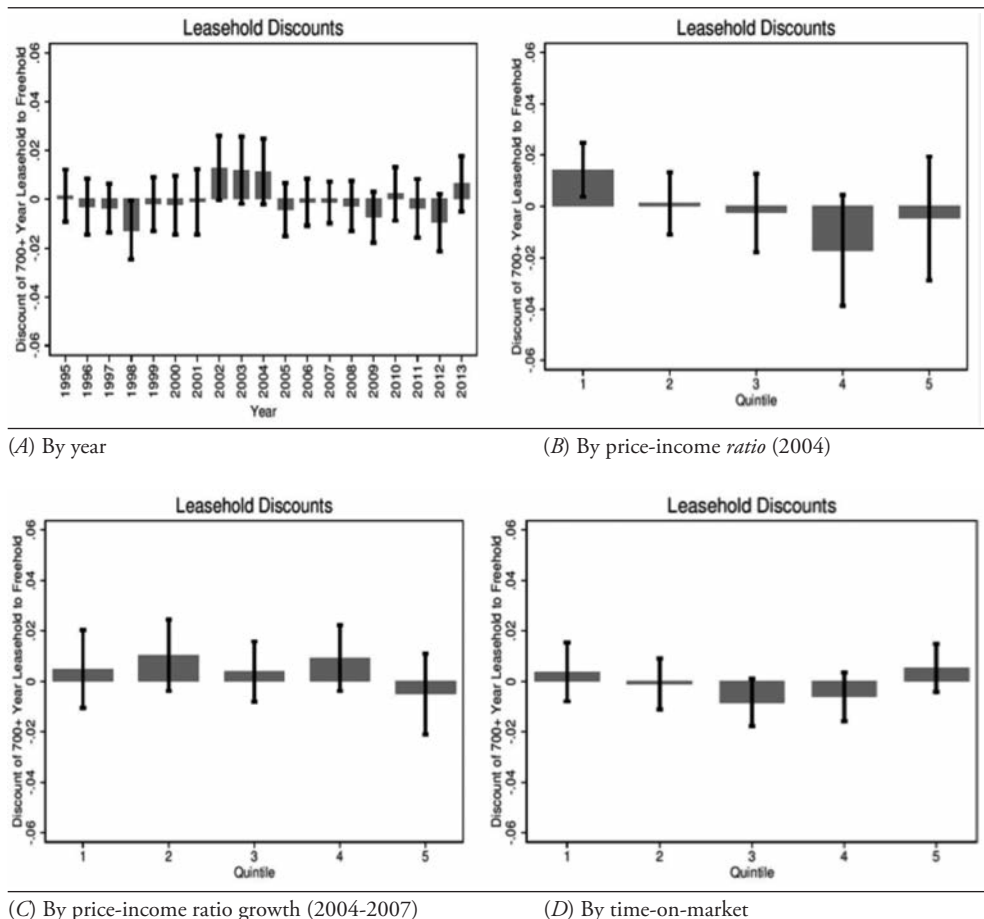 Leasehold Discounts
Discount of 700+ Year Leasehold to Freehold
.06
.04
.02
0
-.02
-.04
-.06
1995
1996
1997
1998
1999
2000
2001
2002
2003
2004
2005
2006
2007
2008
2009
2010
2011
2012
2013
Year
(A) By year
Leasehold Discounts
Discount of 700+ Year Leasehold to Freehold
.06
.04
.02
0
-.02
-.04
-.06
1 2 3 4 5
Quintile
(B) By price-income ratio (2004)
Leasehold Discounts
Discount of 700+ Year Leasehold to Freehold
.06
.04
.02
0
-.02
-.04
-.06
1 2 3 4 5
Quintile
(C) By price-income ratio growth (2004-2007)
Leasehold Discounts
Discount of 700+ Year Leasehold to Freehold
.06
.04
.02
0
-.02
-.04
-.06
1 2 3 4 5
Quintile
(D) By time-on-market